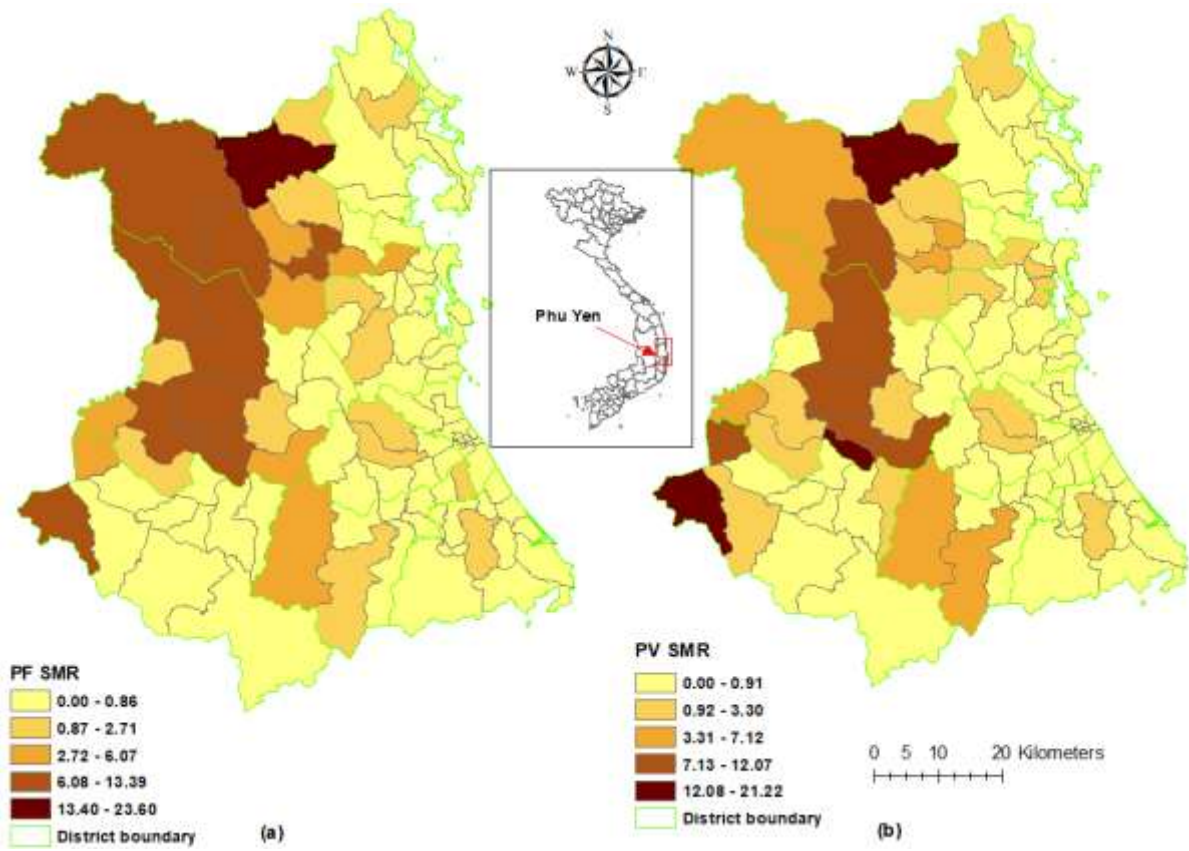 N
W E
S
Phu Yen
PF SMR
0.00 - 0.86
0.87 - 2.71
2.72 - 6.07
6.08 - 13.39
13.40 - 23.60
District boundary
(a)
PV SMR
0.00 - 0.91
0.92 - 3.30
3.31 - 7.12
7.13 - 12.07
12.08 - 21.22
District boundary
0 5 10 20 Kilometers
(b)